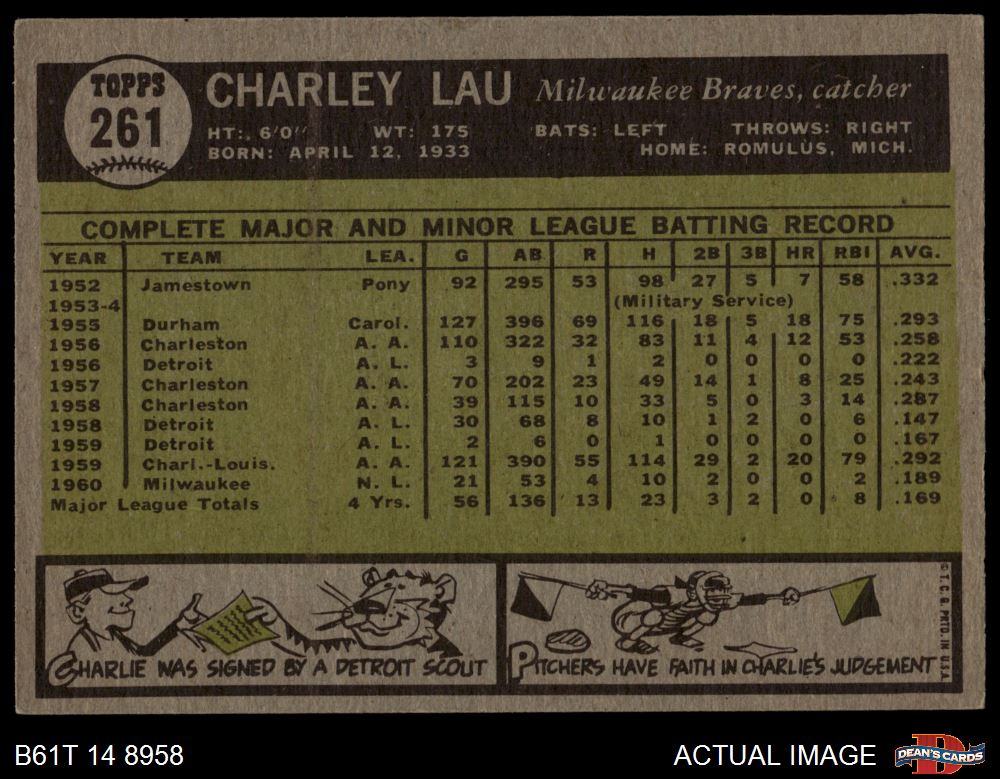 TOPPS
261
CHARLEY LAU Milwaukee Braves, catcher
HT: 6'0" WT: 175 BATS: LEFT THROWS: RIGHT
BORN: APRIL 12, 1933 HOME: ROMULUS, MICH.
COMPLETE MAJOR AND MINOR LEAGUE BATTING RECORD
YEAR TEAM LEA. G AB R H 2B 3B HR RBI AVG.
1952 Jamestown Pony 92 295 53 98 27 5 7 58 .332
1953-4 (Military Service)
1955 Durham Carol. 127 396 69 116 18 5 18 75 .293
1956 Charleston A. A. 110 322 32 83 11 4 12 53 .258
1956 Detroit A. L. 3 9 1 2 0 0 0 0 .222
1957 Charleston A. A. 70 202 23 49 14 1 8 25 .243
1958 Charleston A. A. 39 115 10 33 5 0 3 14 .287
1958 Detroit A. L. 30 68 8 10 1 2 0 6 .147
1959 Detroit A. L. 2 6 0 1 0 0 0 0 .167
1959 Charl.-Louis. A. A. 121 390 55 114 29 2 20 79 .292
1960 Milwaukee N. L. 21 53 4 10 2 0 0 2 .189
Major League Totals 4 Yrs. 56 136 13 23 3 2 0 8 .169
CHARLIE WAS SIGNED BY A DETROIT SCOUT
PITCHERS HAVE FAITH IN CHARLIE'S JUDGEMENT
© T. C. G. PRTD. IN U.S.A.
B61T 14 8958
ACTUAL IMAGE
D
DEAN'S CARDS